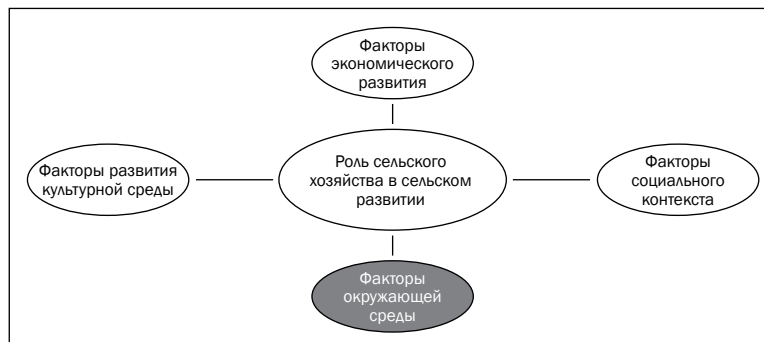 Факторы
экономического
развития
Факторы развития
культурной среды
Роль сельского
хозяйства в сельском
развитии
Факторы
социального
контекста
Факторы
окружающей
среды